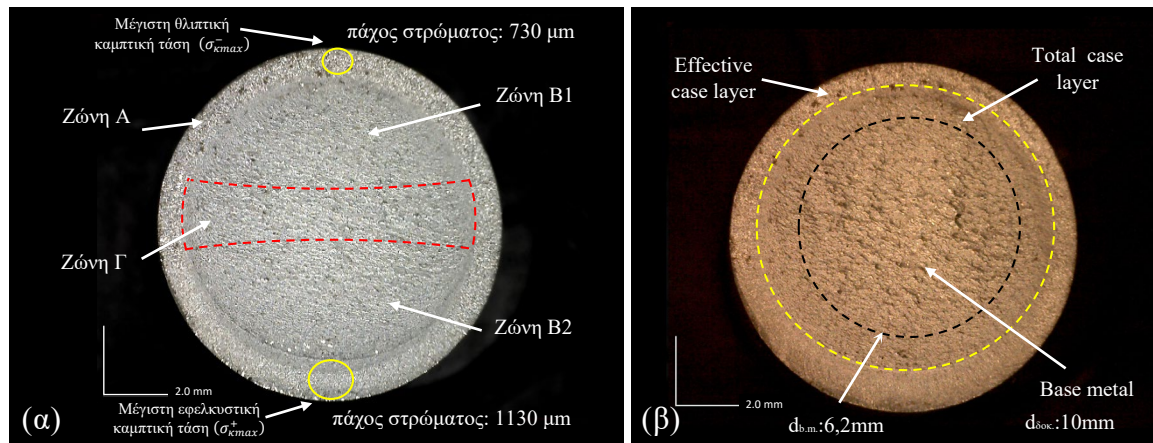 Μέγιστη θλιπτική
καμπτική τάση (σ⁻κmax)
πάχος στρώματος: 730 μm
Ζώνη Α
Ζώνη Β1
Ζώνη Γ
Ζώνη Β2
2.0 mm
Μέγιστη εφελκυστική
καμπτική τάση (σ⁺κmax)
πάχος στρώματος: 1130 μm
(α)
Effective
case layer
Total case
layer
Base metal
2.0 mm
d b.m.:6,2mm
d δοκ.:10mm
(β)